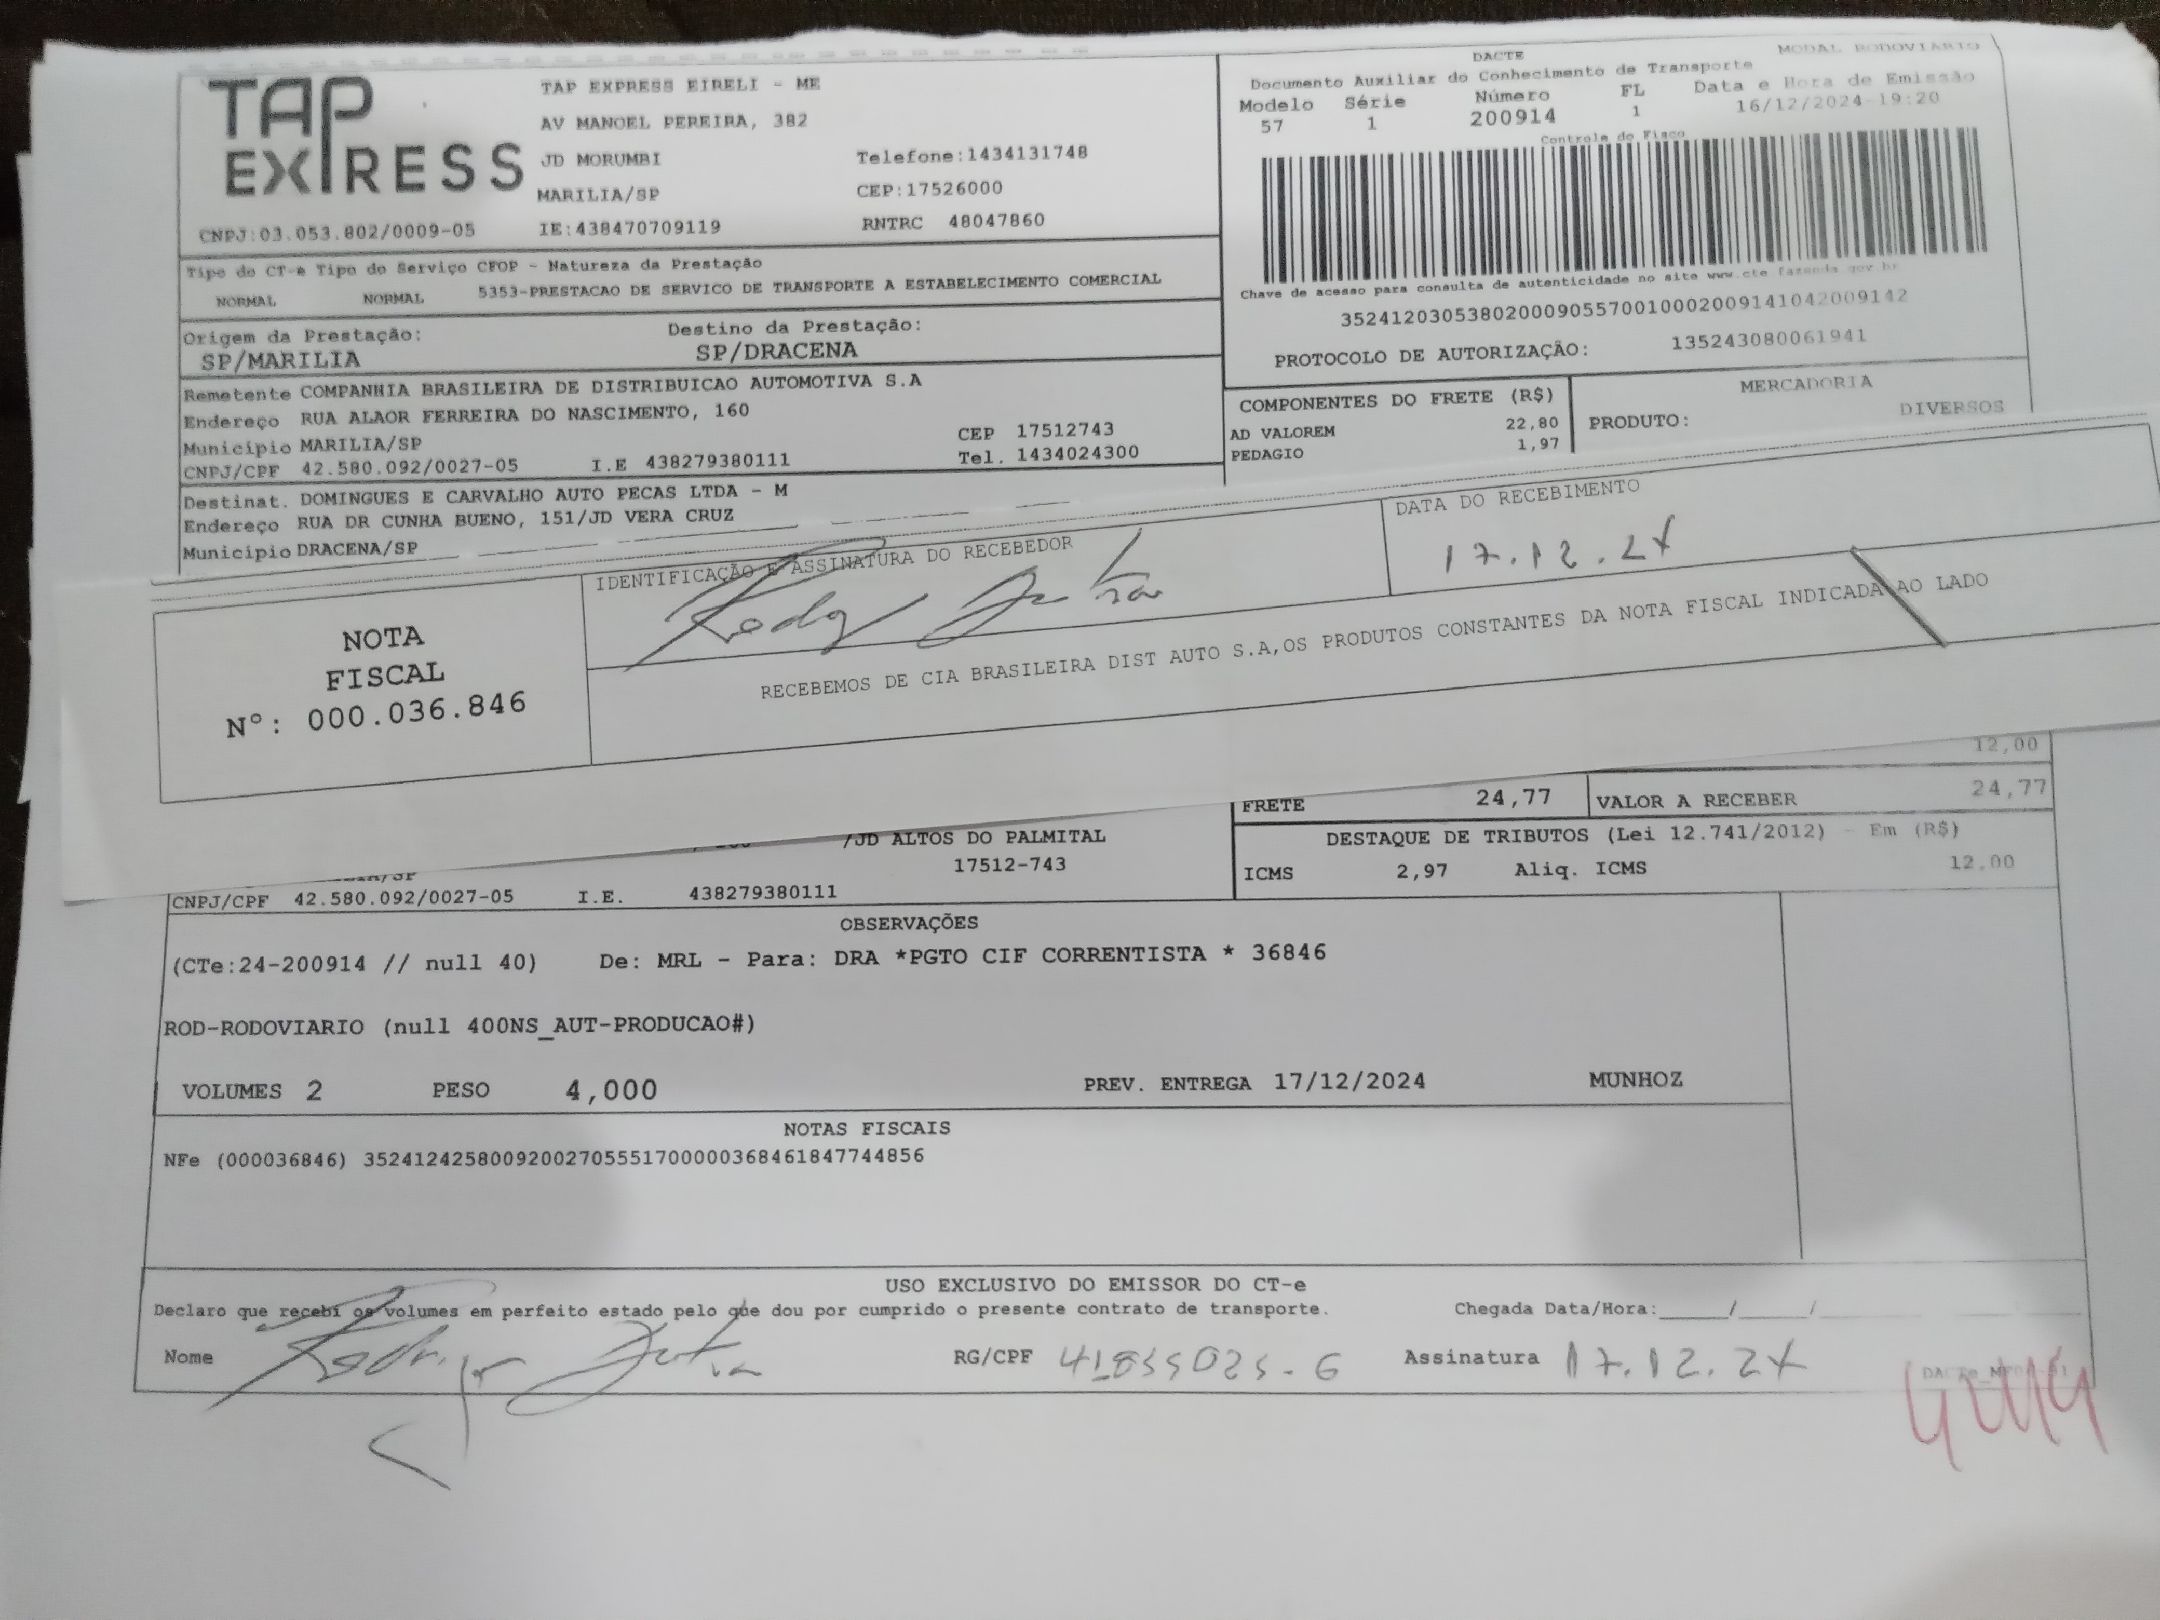 TAP EXPRESS
TAP EXPRESS EIRELI - ME
AV MANOEL PEREIRA, 382
JD MORUMBI Telefone:1434131748
MARILIA/SP CEP:17526000
CNPJ:03.053.802/0009-05 IE:438470709119 RNTRC 48047860
DACTE MODAL RODOVIARIO
Documento Auxiliar do Conhecimento de Transporte
Modelo Série Número FL Data e Hora de Emissão
57 1 200914 1 16/12/2024-19:20
Controle do Fisco
Chave de acesso para consulta de autenticidade no site www.cte.fazenda.gov.br
35241203053802000905570010002009141042009142
PROTOCOLO DE AUTORIZAÇÃO: 135243080061941
Tipo do CT-e Tipo do Serviço CFOP - Natureza da Prestação
NORMAL NORMAL 5353-PRESTACAO DE SERVICO DE TRANSPORTE A ESTABELECIMENTO COMERCIAL
Origem da Prestação: Destino da Prestação:
SP/MARILIA SP/DRACENA
Remetente COMPANHIA BRASILEIRA DE DISTRIBUICAO AUTOMOTIVA S.A
Endereço RUA ALAOR FERREIRA DO NASCIMENTO, 160
Município MARILIA/SP CEP 17512743
CNPJ/CPF 42.580.092/0027-05 I.E 438279380111 Tel. 1434024300
COMPONENTES DO FRETE (R$) MERCADORIA
AD VALOREM 22,80 PRODUTO: DIVERSOS
PEDAGIO 1,97
Destinat. DOMINGUES E CARVALHO AUTO PECAS LTDA - M
Endereço RUA DR CUNHA BUENO, 151/JD VERA CRUZ
Município DRACENA/SP
NOTA
FISCAL
Nº: 000.036.846
IDENTIFICAÇÃO E ASSINATURA DO RECEBEDOR DATA DO RECEBIMENTO
17.12.24
RECEBEMOS DE CIA BRASILEIRA DIST AUTO S.A,OS PRODUTOS CONSTANTES DA NOTA FISCAL INDICADA AO LADO
12,00
FRETE 24,77 VALOR A RECEBER 24,77
/JD ALTOS DO PALMITAL
17512-743
DESTAQUE DE TRIBUTOS (Lei 12.741/2012) - Em (R$)
ICMS 2,97 Aliq. ICMS 12.00
CNPJ/CPF 42.580.092/0027-05 I.E. 438279380111
OBSERVAÇÕES
(CTe:24-200914 // null 40) De: MRL - Para: DRA *PGTO CIF CORRENTISTA * 36846
ROD-RODOVIARIO (null 400NS_AUT-PRODUCAO#)
VOLUMES 2 PESO 4,000 PREV. ENTREGA 17/12/2024 MUNHOZ
NOTAS FISCAIS
NFe (000036846) 35241242580092002705551700000368461847744856
USO EXCLUSIVO DO EMISSOR DO CT-e
Declaro que recebi os volumes em perfeito estado pelo que dou por cumprido o presente contrato de transporte. Chegada Data/Hora:____/____/
Nome RG/CPF Assinatura 17.12.24